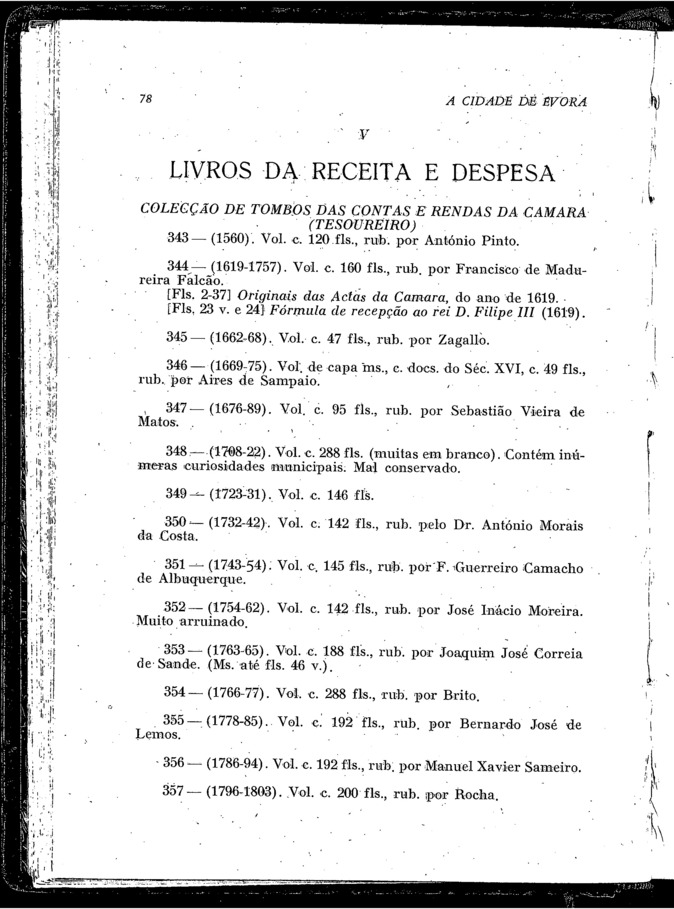 78
A CIDADE DE ÉVORA
V
LIVROS DA RECEITA E DESPESA
COLECÇÃO DE TOMBOS DAS CONTAS E RENDAS DA CAMARA
(TESOUREIRO)
343 — (1560). Vol. c. 120 fls., rub. por António Pinto.
344 — (1619-1757). Vol. c. 160 fls., rub. por Francisco de Madu-
reira Falcão.
[Fls. 2-37] Originais das Actas da Camara, do ano de 1619.
[Fls. 23 v. e 24] Fórmula de recepção ao rei D. Filipe III (1619).
345 — (1662-68). Vol. c. 47 fls., rub. por Zagallo.
346 — (1669-75). Vol. de capa ms., c. docs. do Séc. XVI, c. 49 fls.,
rub. por Aires de Sampaio.
347 — (1676-89). Vol. c. 95 fls., rub. por Sebastião Vieira de
Matos.
348 — (1708-22). Vol. c. 288 fls. (muitas em branco). Contém inú-
meras curiosidades municipais. Mal conservado.
349 — (1723-31). Vol. c. 146 fls.
350 — (1732-42). Vol. c. 142 fls., rub. pelo Dr. António Morais
da Costa.
351 — (1743-54). Vol. c. 145 fls., rub. por F. Guerreiro Camacho
de Albuquerque.
352 — (1754-62). Vol. c. 142 fls., rub. por José Inácio Moreira.
Muito arruinado.
353 — (1763-65). Vol. c. 188 fls., rub. por Joaquim José Correia
de Sande. (Ms. até fls. 46 v.).
354 — (1766-77). Vol. c. 288 fls., rub. por Brito.
355 — (1778-85). Vol. c. 192 fls., rub. por Bernardo José de
Lemos.
356 — (1786-94). Vol. c. 192 fls., rub. por Manuel Xavier Sameiro.
357 — (1796-1803). Vol. c. 200 fls., rub. por Rocha.